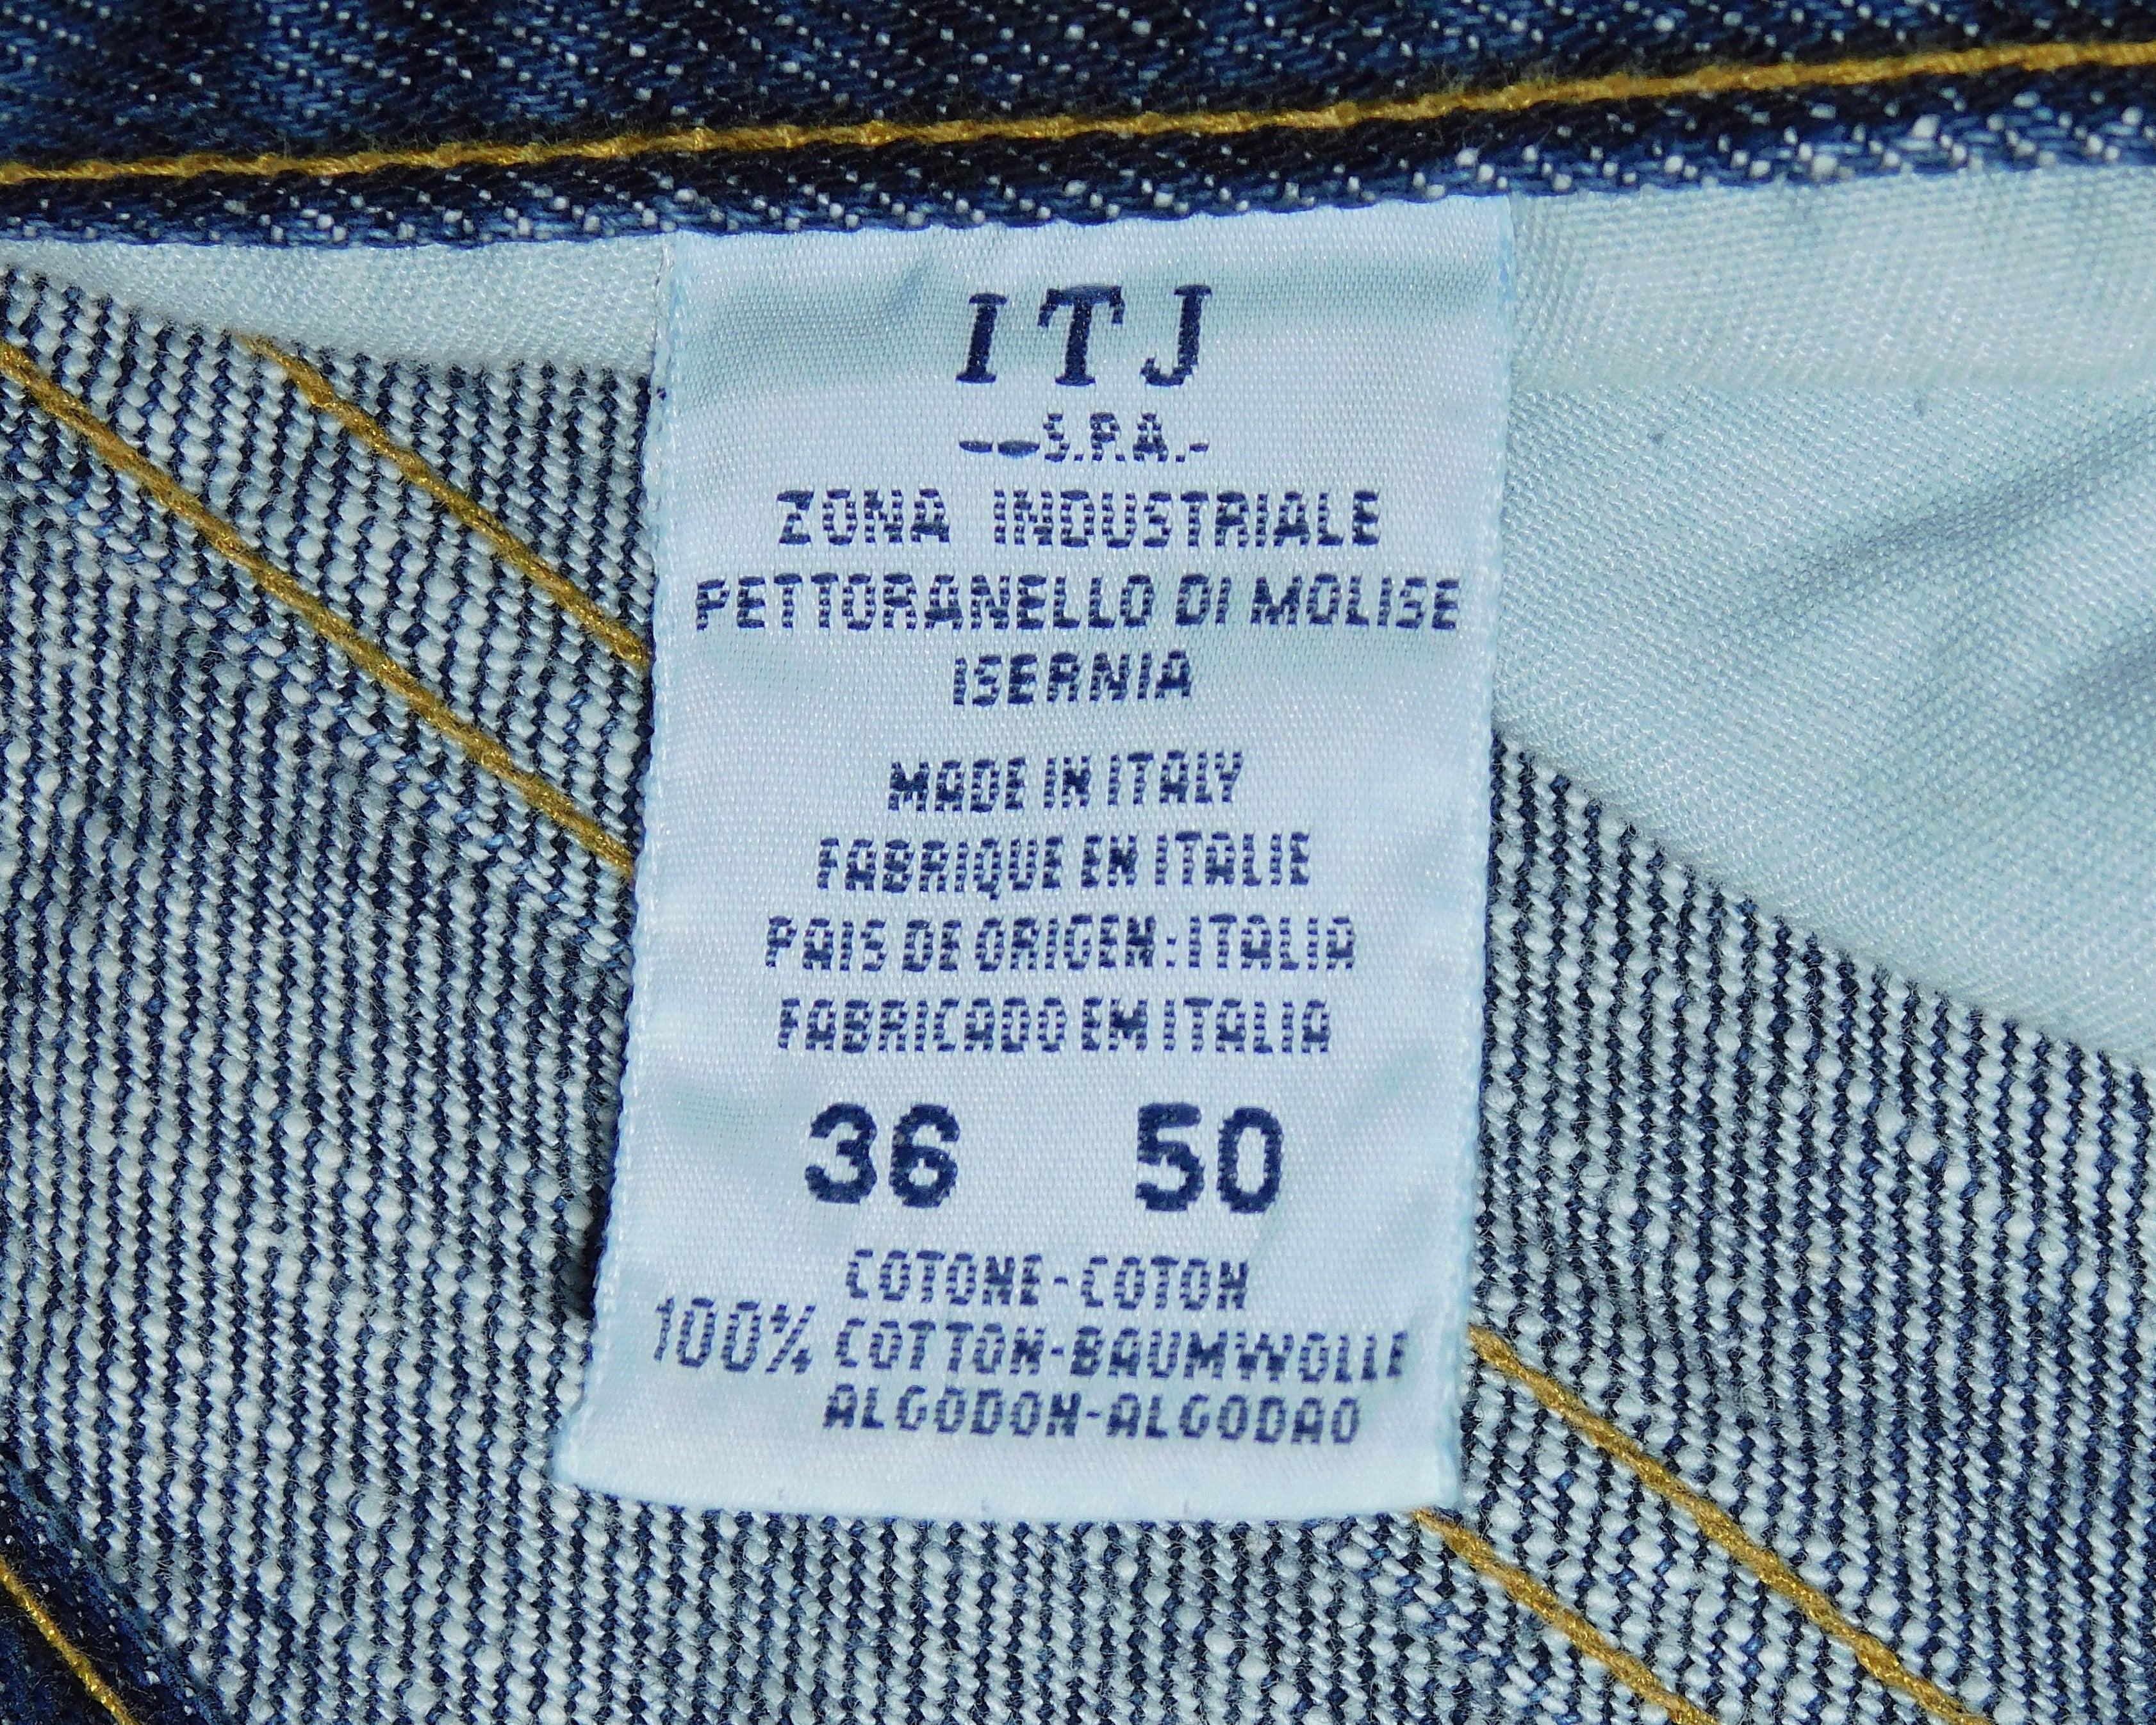 ITJ
--S.P.A.-
ZONA INDUSTRIALE
PETTORANELLO DI MOLISE
ISERNIA
MADE IN ITALY
FABRIQUE EN ITALIE
PAIS DE ORIGEN: ITALIA
FABRICADO EM ITALIA
36 50
COTONE-COTON
100% COTTON-BAUMWOLLE
ALGODON-ALGODAO